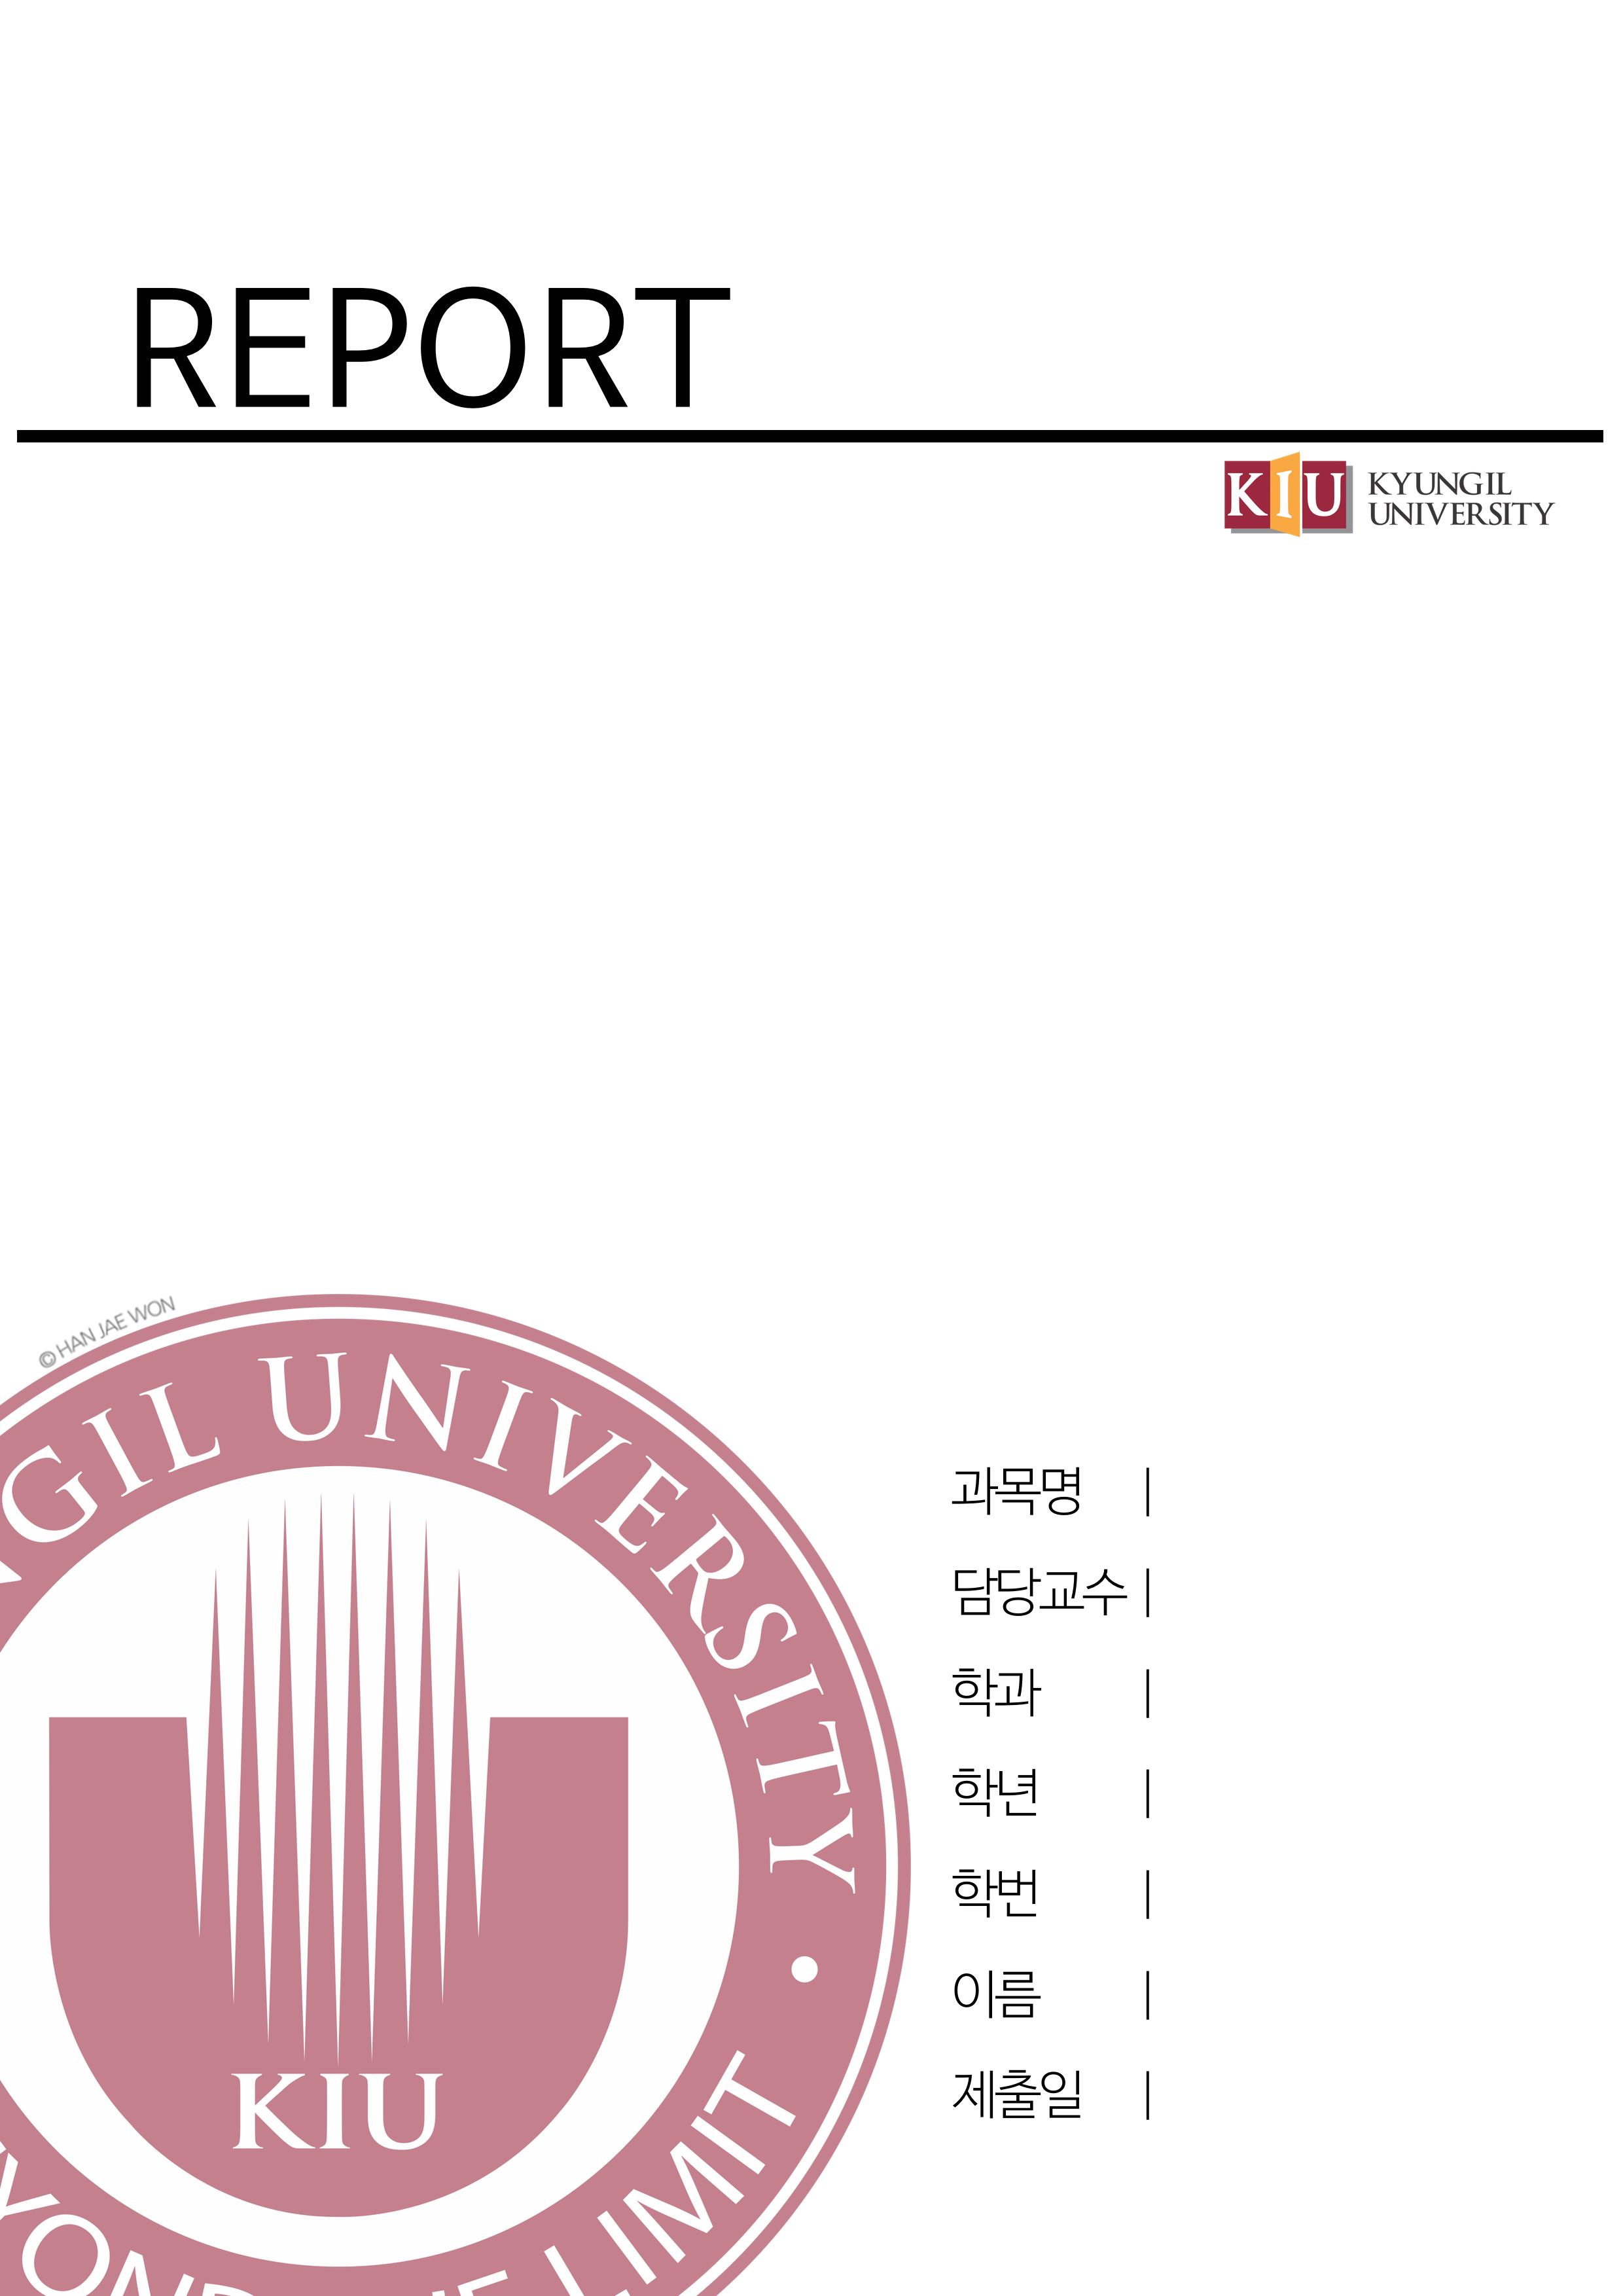 REPORT
KIU
KYUNGIL
UNIVERSITY
© HAN JAE WON
GIL UNIVERSITY •
KIU
LIMIT
과목명 |
담당교수 |
학과 |
학년 |
학번 |
이름 |
제출일 |